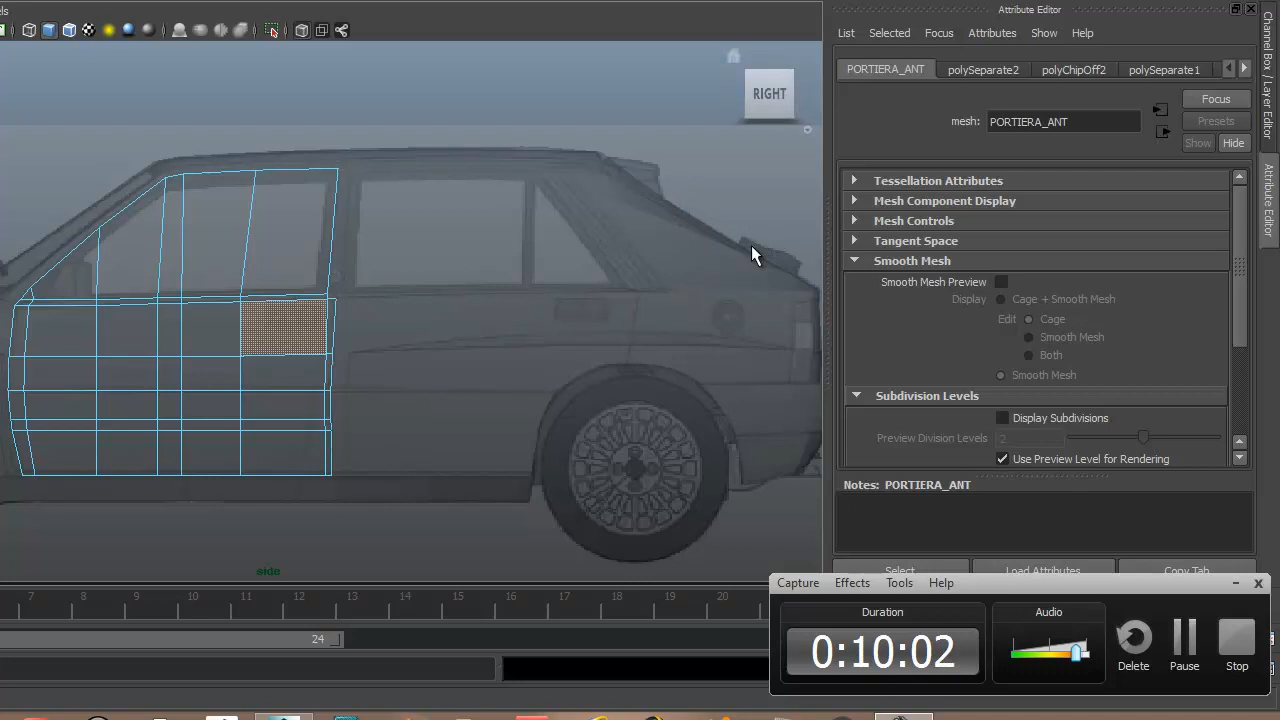 els
Attribute Editor
List Selected Focus Attributes Show Help
PORTIERA_ANT polySeparate2 polyChipOff2 polySeparate1
Focus
mesh: PORTIERA_ANT
Presets
Show Hide
RIGHT
Tessellation Attributes
Mesh Component Display
Mesh Controls
Tangent Space
Smooth Mesh
Smooth Mesh Preview
Display Cage + Smooth Mesh
Edit Cage
Smooth Mesh
Both
Smooth Mesh
Subdivision Levels
Display Subdivisions
Preview Division Levels 2
Use Preview Level for Rendering
Notes: PORTIERA_ANT
Select Load Attributes Copy Tab
Channel Box / Layer Editor
Attribute Editor
side
7 8 9 10 11 12 13 14 15 16 17 18 19 20
24
Capture Effects Tools Help
Duration
0:10:02
Audio
Delete Pause Stop